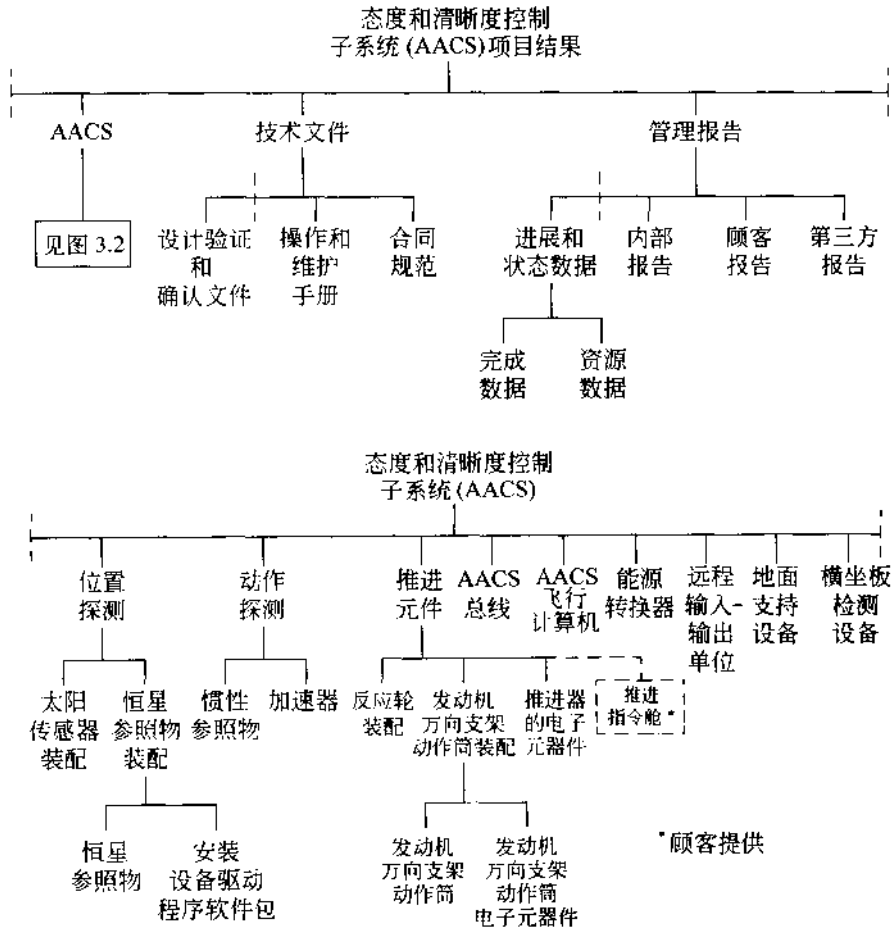 态度和清晰度控制
子系统(AACS)项目结果
AACS
技术文件
管理报告
见图 3.2
设计验证
和
确认文件
操作和
维护
手册
合同
规范
进展和
状态数据
内部
报告
顾客
报告
第三方
报告
完成
数据
资源
数据
态度和清晰度控制
子系统(AACS)
位置
探测
动作
探测
推进
元件
AACS
总线
AACS
飞行
计算机
能源
转换器
远程
输入-
输出
单位
地面
支持
设备
横坐板
检测
设备
太阳
传感器
装配
恒星
参照物
装配
惯性
参照物
加速器
反应轮
装配
发动机
万向支架
动作筒装配
推进器
的电子
元器件
推进
指令舱 *
恒星
参照物
安装
设备驱动
程序软件包
发动机
万向支架
动作筒
发动机
万向支架
动作筒
电子元器件
*顾客提供